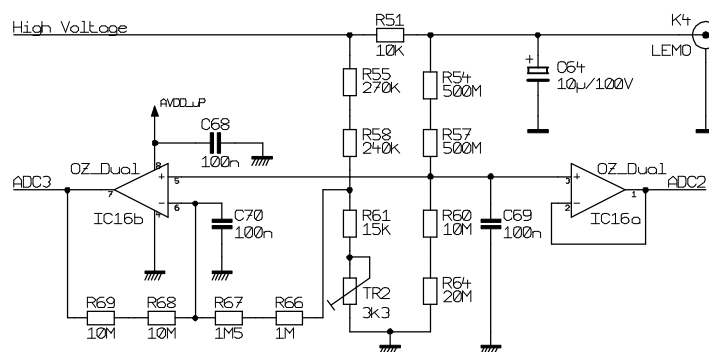 High Voltage
R51
10K
K4
LEMO
R55
270K
R54
500M
+
C64
10µ/100V
AVDD_uP
C68
100n
R58
240K
R57
500M
OZ_Dual
8
OZ_Dual
ADC3
7
+
5
3
+
1
ADC2
-
6
4
IC16b
2
-
IC16a
C70
100n
R61
15K
R60
10M
C69
100n
TR2
3K3
R64
20M
R69
10M
R68
10M
R67
1M5
R66
1M